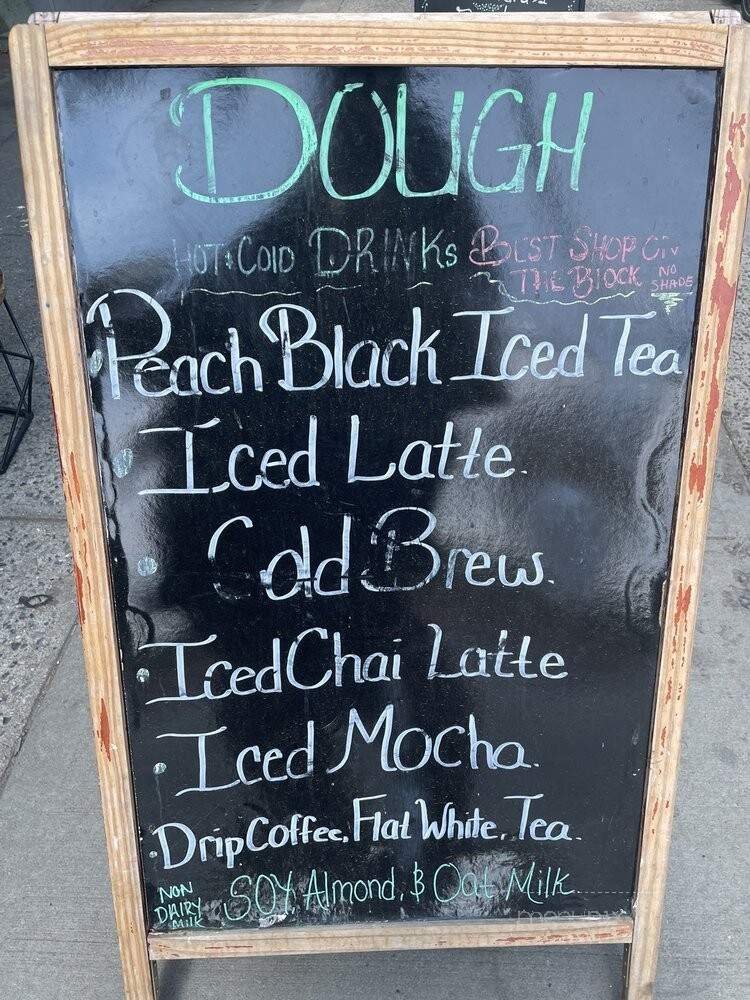 DOUGH
HOT & COlD DRINKs
BEST SHOP ON
THE BlOCK
NO
SHADE
Peach Black Iced Tea
Iced Latte.
Cold Brew.
Iced Chai Latte
Iced Mocha.
Drip Coffee, Flat White, Tea.
NON
DAIRY
Milk
SOY, Almond, & Oat Milk